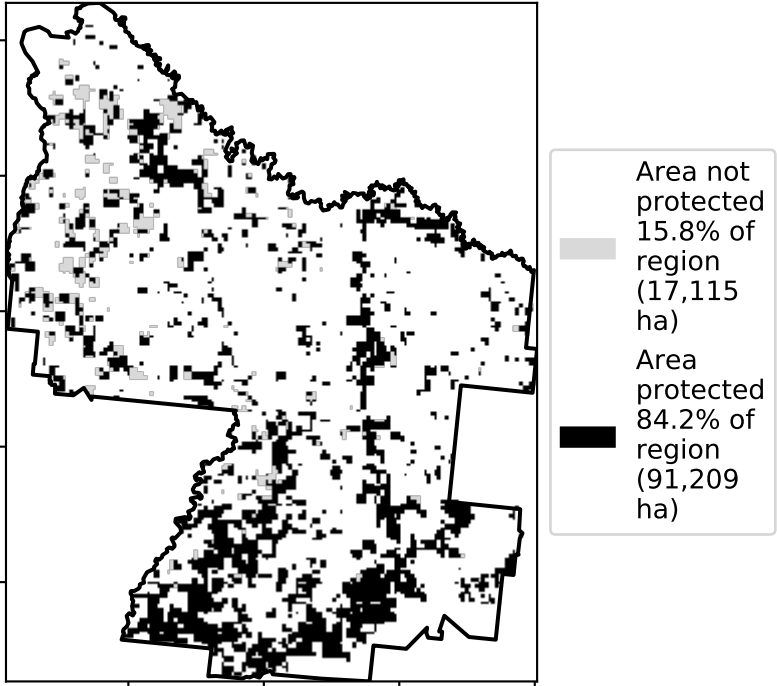 Area not
protected
15.8% of
region
(17,115
ha)
Area
protected
84.2% of
region
(91,209
ha)